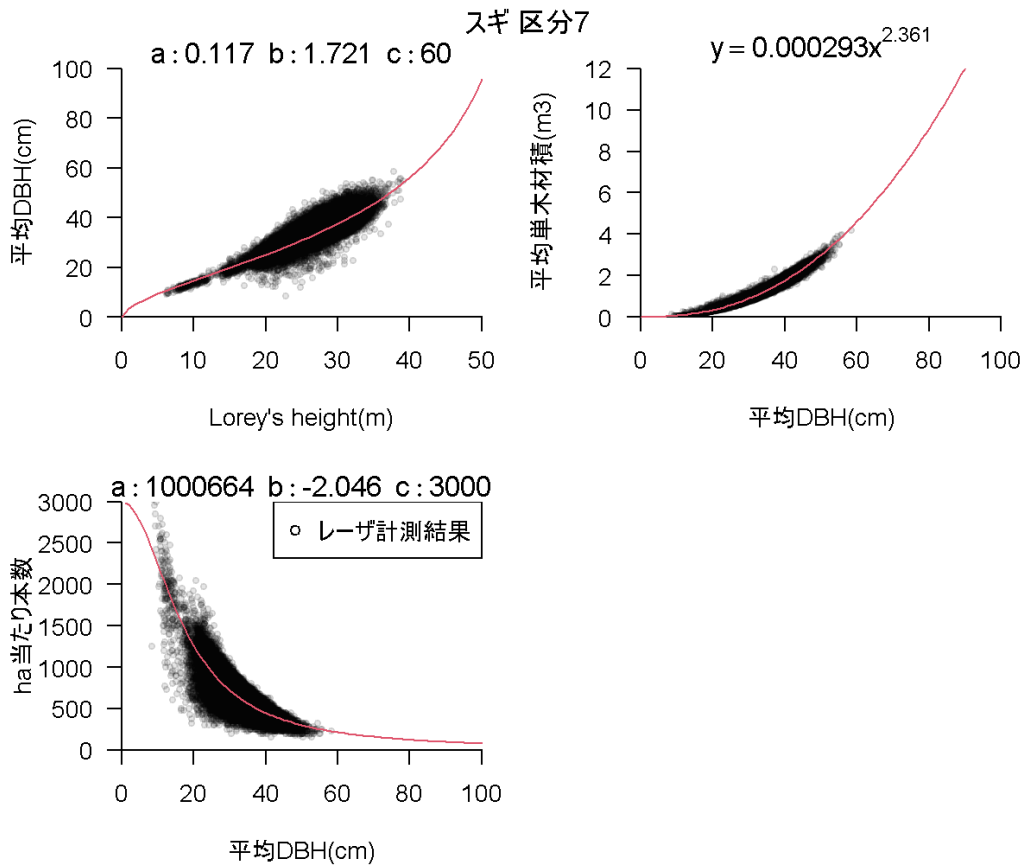 スギ 区分7
a : 0.117 b : 1.721 c : 60
100
80
60
40
20
0
平均DBH(cm)
0 10 20 30 40 50
Lorey's height(m)
y = 0.000293x^2.361
12
10
8
6
4
2
0
平均単木材積(m3)
0 20 40 60 80 100
平均DBH(cm)
a : 1000664 b : -2.046 c : 3000
3000
2500
2000
1500
1000
500
0
ha当たり本数
レーザ計測結果
0 20 40 60 80 100
平均DBH(cm)